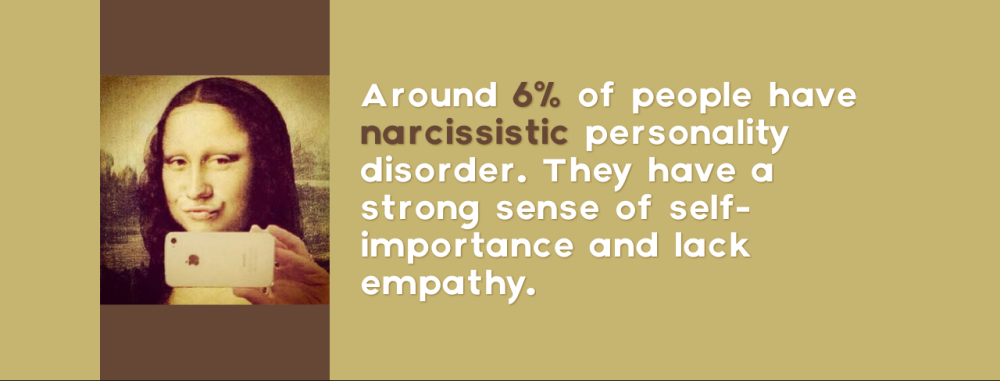 Around 6% of people have
narcissistic personality
disorder. They have a
strong sense of self-
importance and lack
empathy.